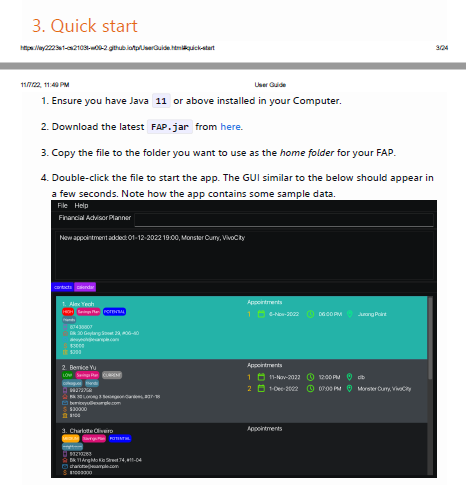 3. Quick start
https://ay2223s1-cs2103t-w09-2.github.io/tp/UserGuide.html#quick-start 3/24
11/7/22, 11:49 PM User Guide
1. Ensure you have Java 11 or above installed in your Computer.
2. Download the latest FAP.jar from here.
3. Copy the file to the folder you want to use as the home folder for your FAP.
4. Double-click the file to start the app. The GUI similar to the below should appear in
a few seconds. Note how the app contains some sample data.
File Help
Financial Advisor Planner
New appointment added: 01-12-2022 19:00, Monster Curry, VivoCity
contacts calendar
1. Alex Yeoh Appointments
HIGH Savings Plan POTENTIAL 1 6-Nov-2022 06:00 PM Jurong Point
friends
87438807
Blk 30 Geylang Street 29, #06-40
alexyeoh@example.com
$3000
$200
2. Bernice Yu Appointments
LOW Savings Plan CURRENT 1 11-Nov-2022 12:00 PM clb
colleagues friends 2 1-Dec-2022 07:00 PM Monster Curry, VivoCity
99272758
Blk 30 Lorong 3 Serangoon Gardens, #07-18
berniceyu@example.com
$30000
$100
3. Charlotte Oliveiro Appointments
Savings Plan POTENTIAL
93210283
Blk 11 Ang Mo Kio Street 74, #11-04
charlotte@example.com